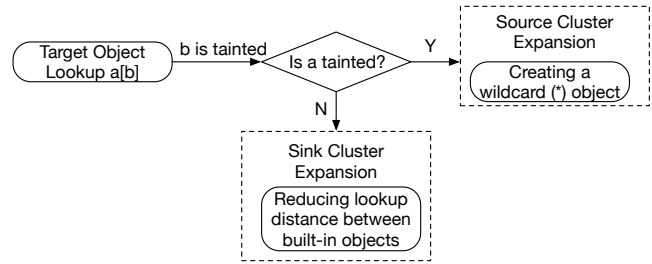 Target Object
Lookup a[b]
b is tainted
Is a tainted?
Y
Source Cluster
Expansion
Creating a
wildcard (*) object
N
Sink Cluster
Expansion
Reducing lookup
distance between
built-in objects